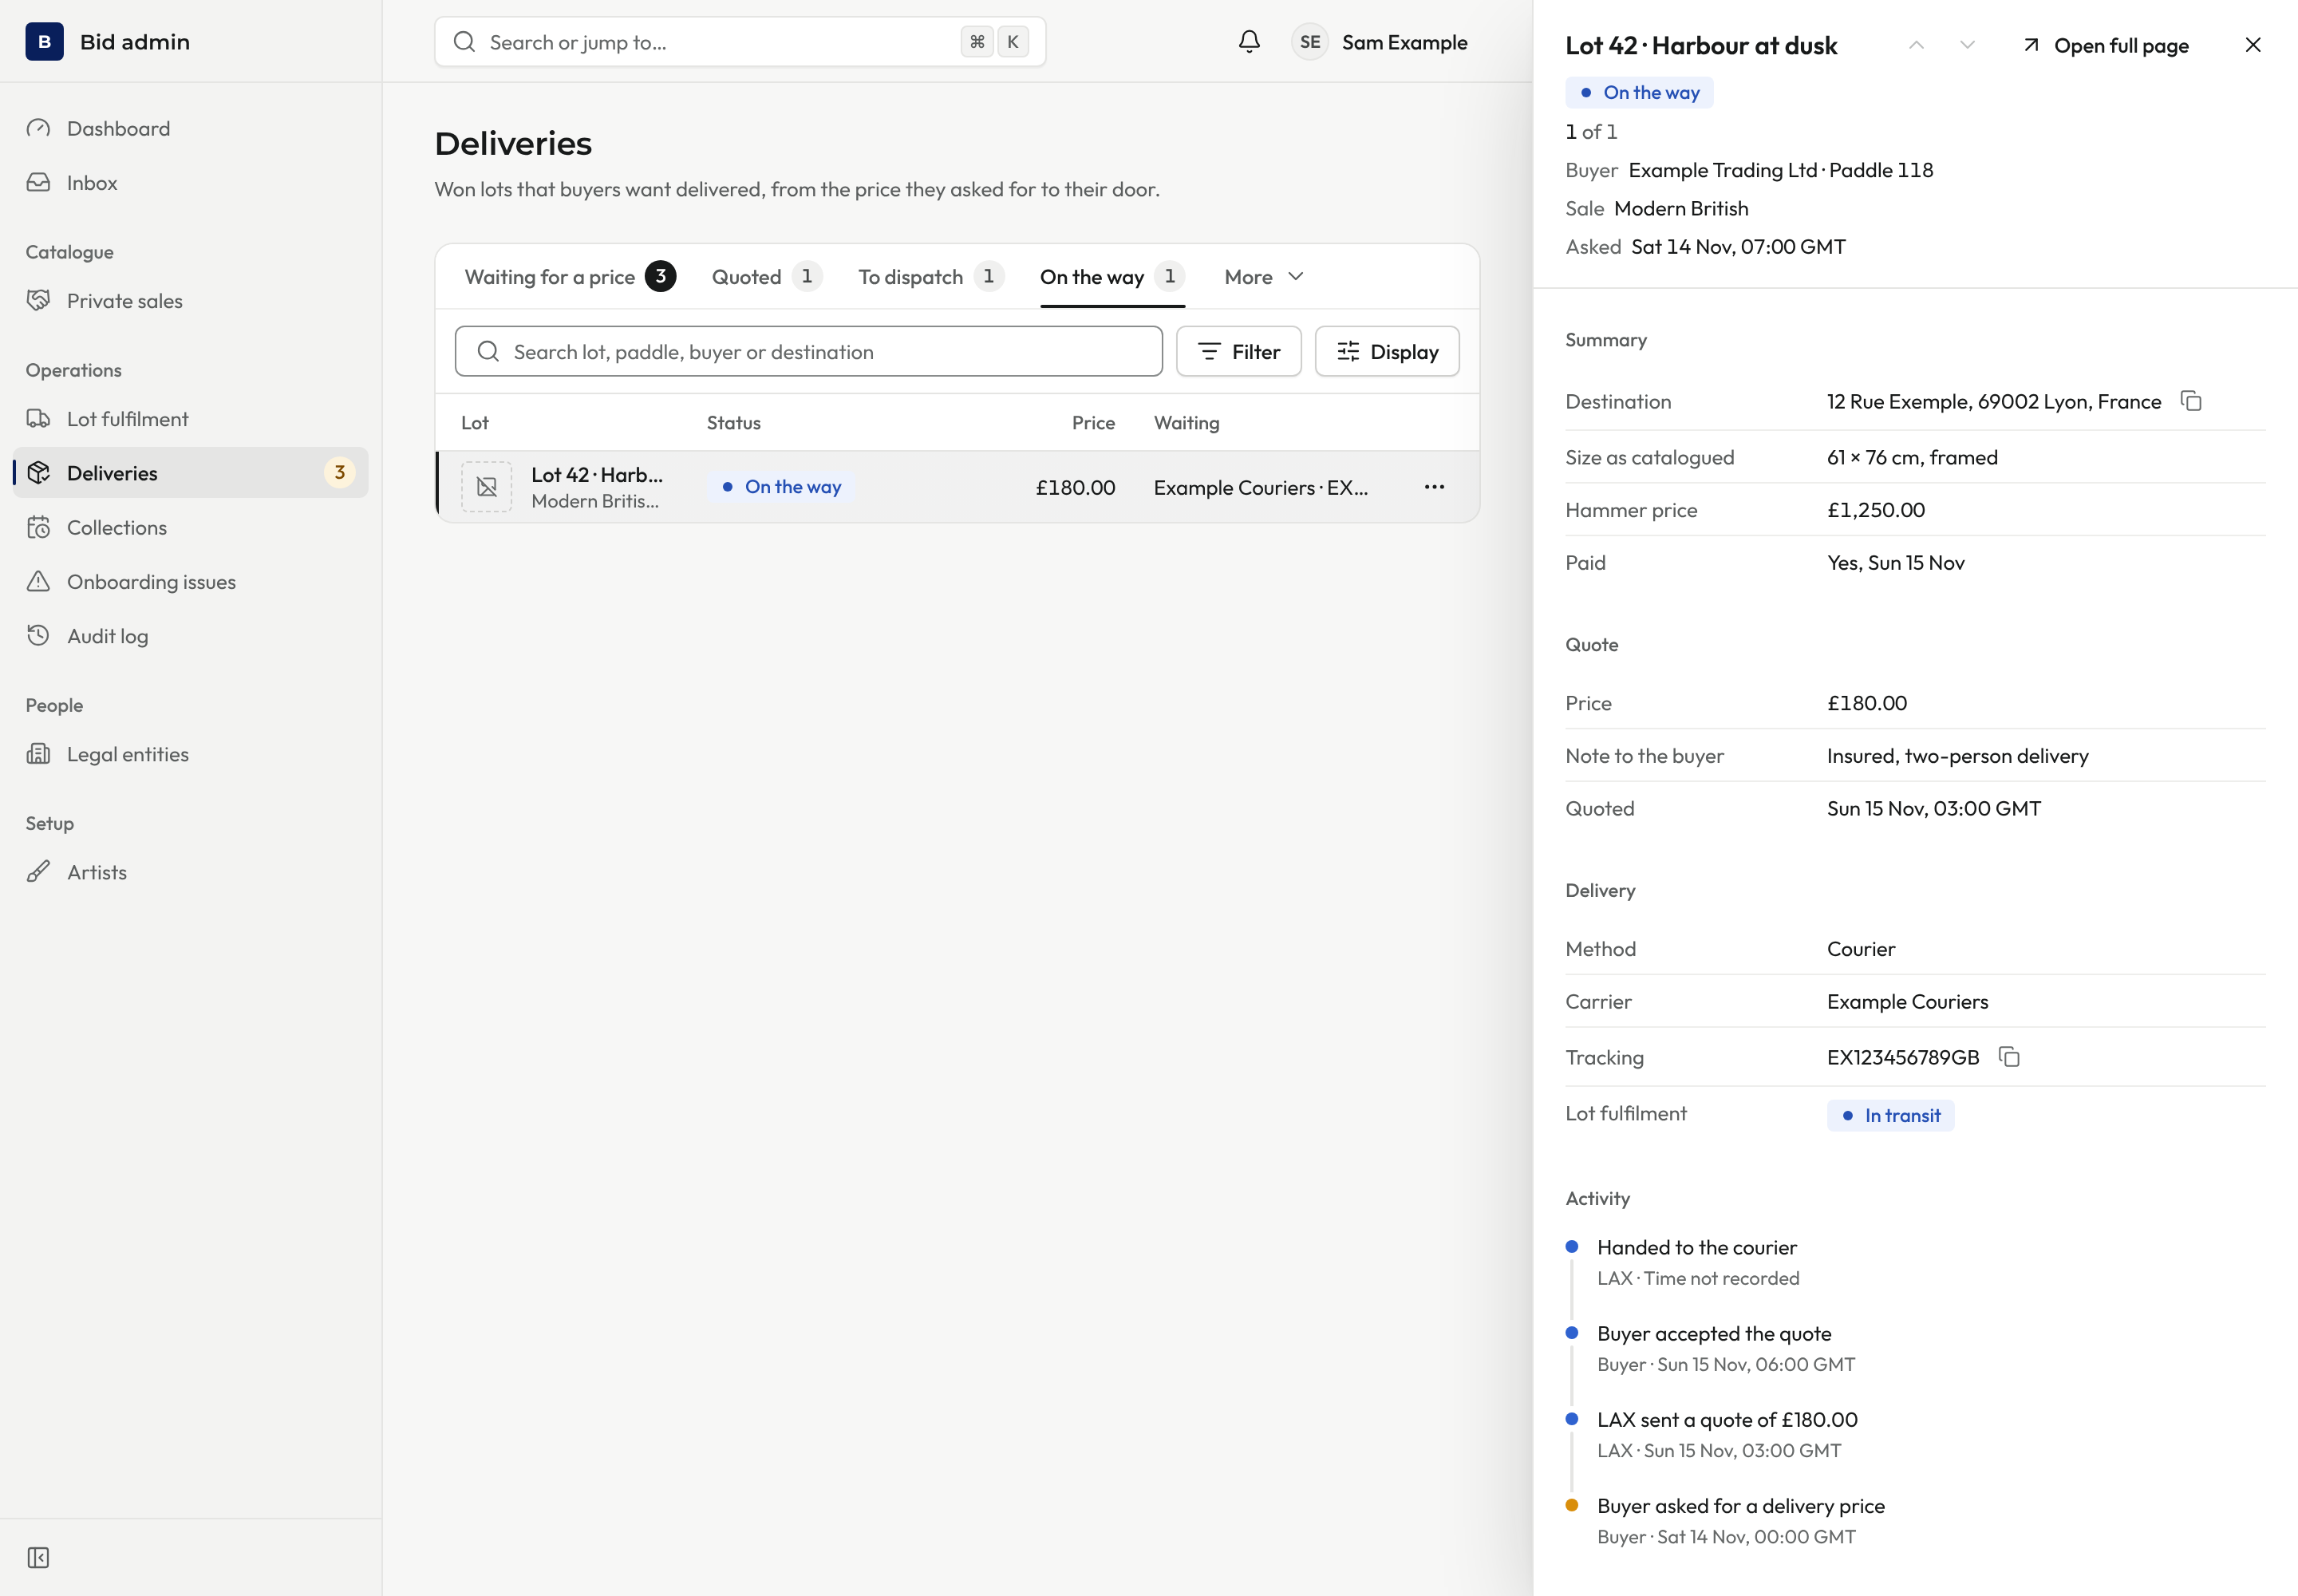 B Bid admin
Search or jump to...
⌘ K
SE Sam Example
Dashboard
Inbox
Catalogue
Private sales
Operations
Lot fulfilment
Deliveries 3
Collections
Onboarding issues
Audit log
People
Legal entities
Setup
Artists
Deliveries
Won lots that buyers want delivered, from the price they asked for to their door.
Waiting for a price 3 Quoted 1 To dispatch 1 On the way 1 More
Search lot, paddle, buyer or destination
Filter
Display
Lot Status Price Waiting
Lot 42 · Harb...
Modern Britis...
On the way
£180.00
Example Couriers · EX...
Lot 42 · Harbour at dusk
Open full page
On the way
1 of 1
Buyer Example Trading Ltd · Paddle 118
Sale Modern British
Asked Sat 14 Nov, 07:00 GMT
Summary
Destination 12 Rue Exemple, 69002 Lyon, France
Size as catalogued 61 × 76 cm, framed
Hammer price £1,250.00
Paid Yes, Sun 15 Nov
Quote
Price £180.00
Note to the buyer Insured, two-person delivery
Quoted Sun 15 Nov, 03:00 GMT
Delivery
Method Courier
Carrier Example Couriers
Tracking EX123456789GB
Lot fulfilment In transit
Activity
Handed to the courier
LAX · Time not recorded
Buyer accepted the quote
Buyer · Sun 15 Nov, 06:00 GMT
LAX sent a quote of £180.00
LAX · Sun 15 Nov, 03:00 GMT
Buyer asked for a delivery price
Buyer · Sat 14 Nov, 00:00 GMT